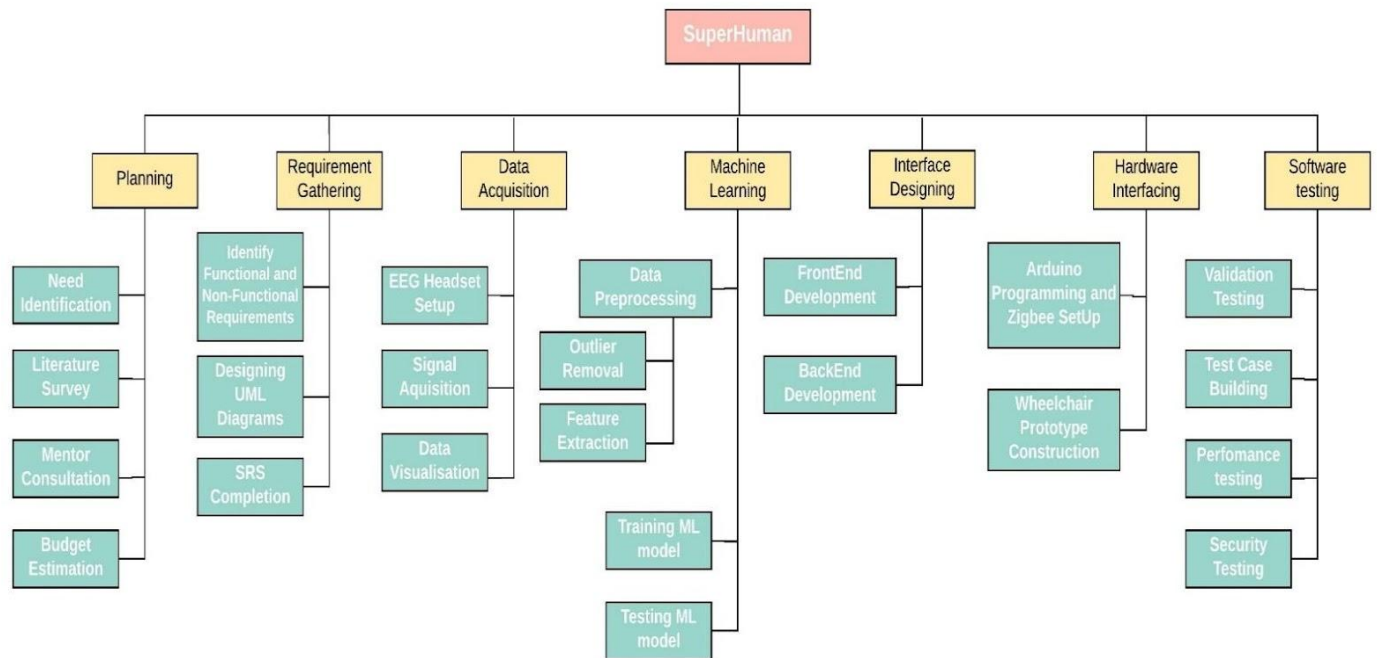 SuperHuman
Planning
Requirement
Gathering
Data
Acquisition
Machine
Learning
Interface
Designing
Hardware
Interfacing
Software
testing
Need
Identification
Literature
Survey
Mentor
Consultation
Budget
Estimation
Identify
Functional and
Non-Functional
Requirements
Designing
UML
Diagrams
SRS
Completion
EEG Headset
Setup
Signal
Aquisition
Data
Visualisation
Data
Preprocessing
Outlier
Removal
Feature
Extraction
Training ML
model
Testing ML
model
FrontEnd
Development
BackEnd
Development
Arduino
Programming and
Zigbee SetUp
Wheelchair
Prototype
Construction
Validation
Testing
Test Case
Building
Perfomance
testing
Security
Testing